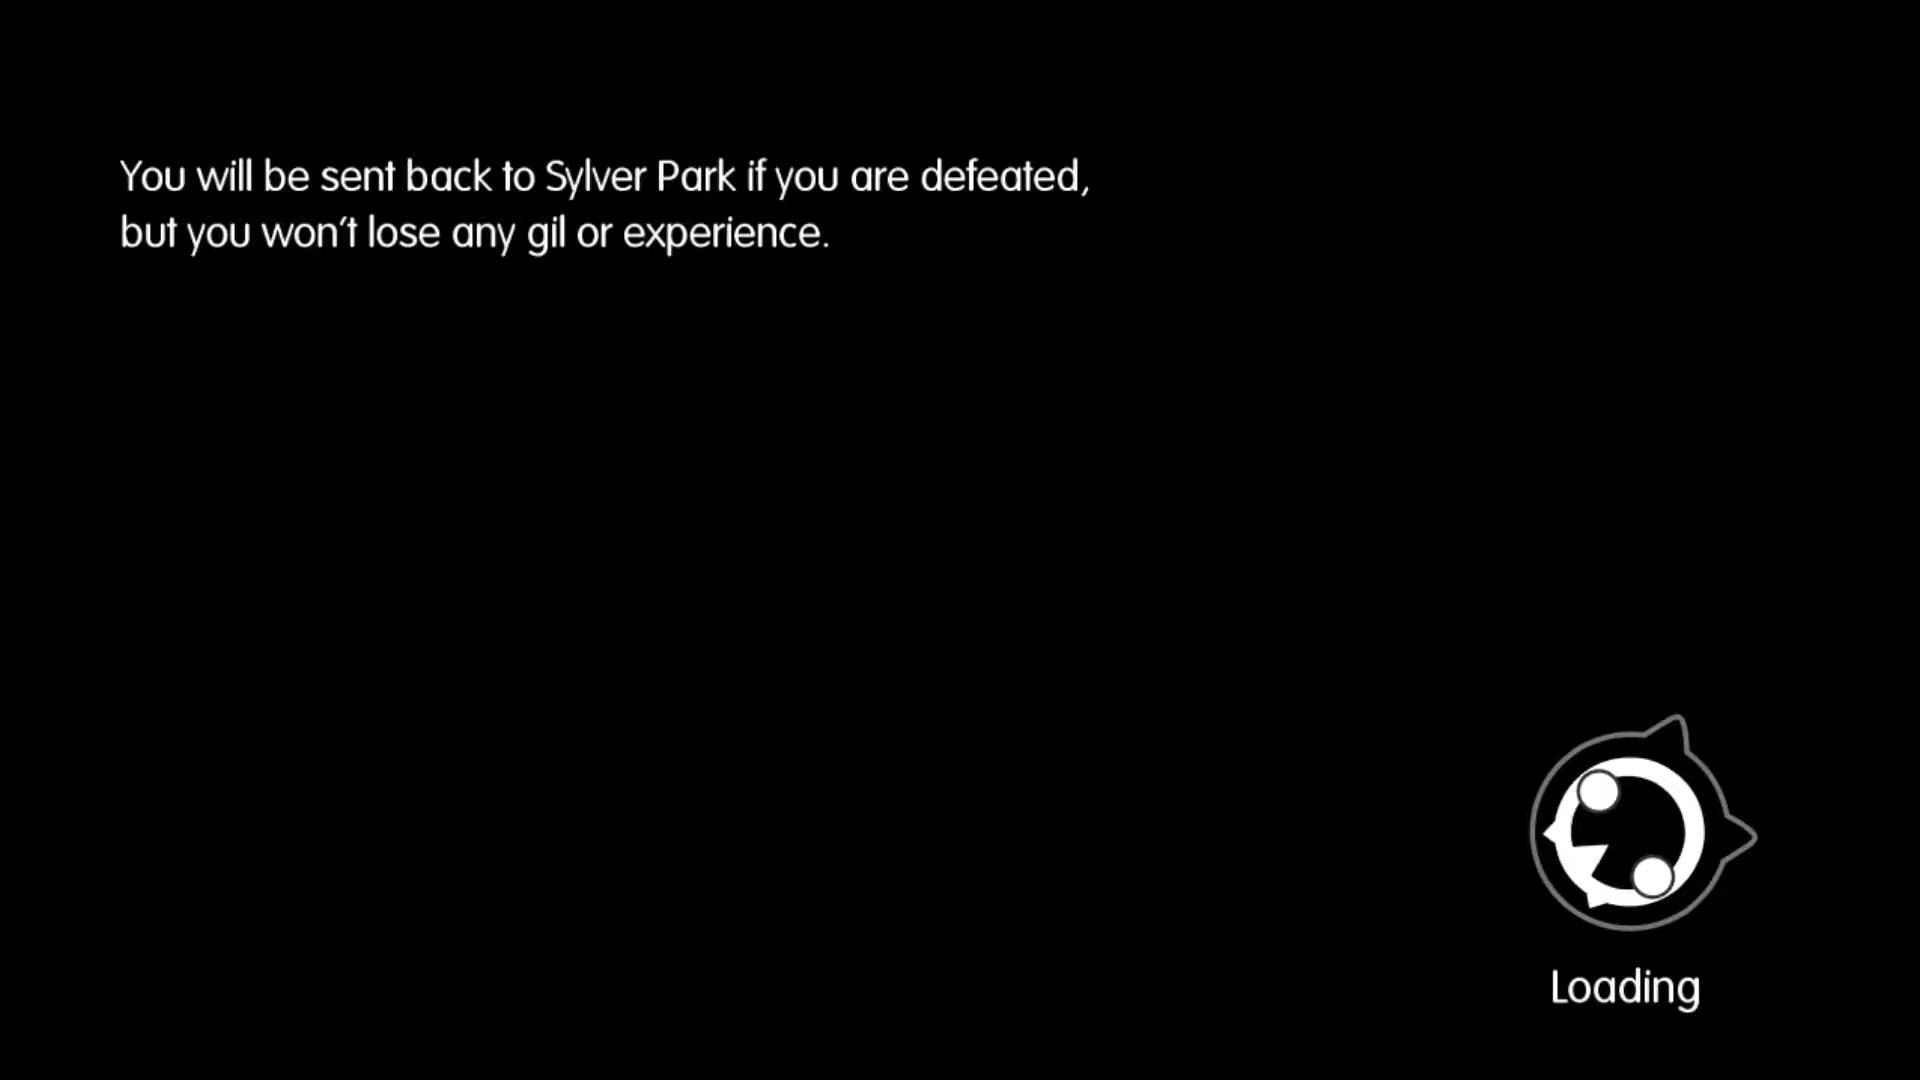 You will be sent back to Sylver Park if you are defeated,
but you won't lose any gil or experience.
Loading